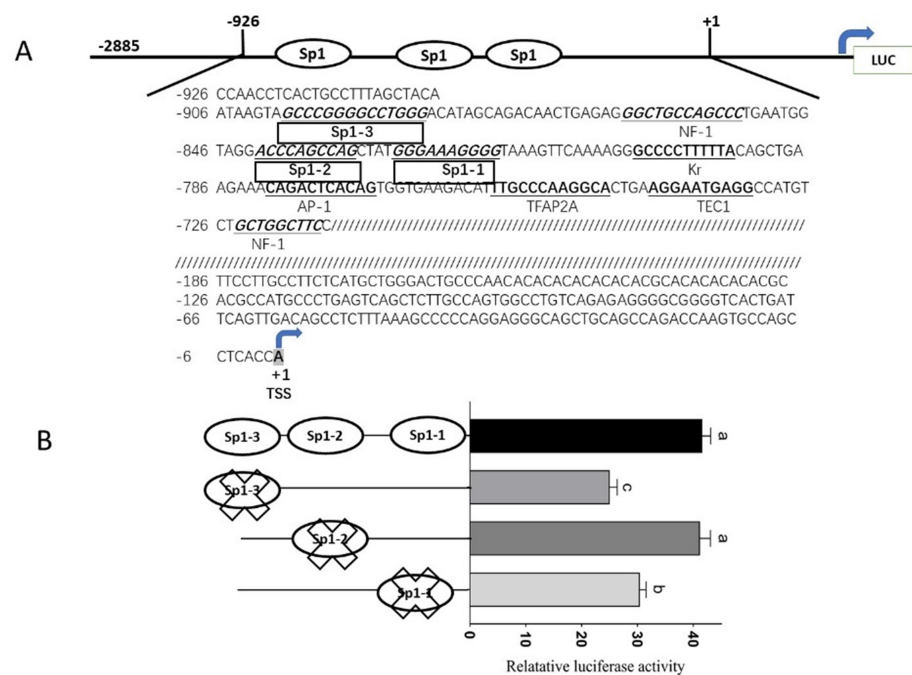 A
-2885
-926
+1
Sp1
Sp1
Sp1
LUC
-926 CCAACCTCACTGCCTTTAGCTACA
-906 ATAAGTAGCCCGGGGCCTGGGACATAGCAGACAACTGAGAGGGCTGCCAGCCCTGAATGG
Sp1-3
NF-1
-846 TAGGACCCAGCCAGCTATGGGAAAGGGGTAAAGTTCAAAAGGGGCCCCTTTTTACAGCTGA
Sp1-2
Sp1-1
Kr
-786 AGAAACAGACTCACAGTGGTGAAGACATTTGCCCAAGGCACTGAAGGAATGAGGCCATGT
AP-1
TFAP2A
TEC1
-726 CTGCTGGCTTCC//////////////////////////////////////////////////////////////////////////////
NF-1
////////////////////////////////////////////////////////////////////////////////////////////////////////////
-186 TTCCTTGCCTTCTCATGCTGGGACTGCCCAACACACACACACACACGCACACACACACGC
-126 ACGCCATGCCCTGAGTCAGCTCTTGCCAGTGGCCTGTCAGAGAGGGGCGGGGTCACTGAT
-66 TCAGTTGACAGCCTCTTTAAAGCCCCCAGGAGGGCAGCTGCAGCCAGACCAAGTGCCAGC
-6 CTCACCA
+1
TSS
B
Sp1-3
Sp1-2
Sp1-1
a
Sp1-3
c
Sp1-2
a
Sp1-1
b
0
10
20
30
40
Relatative luciferase activity